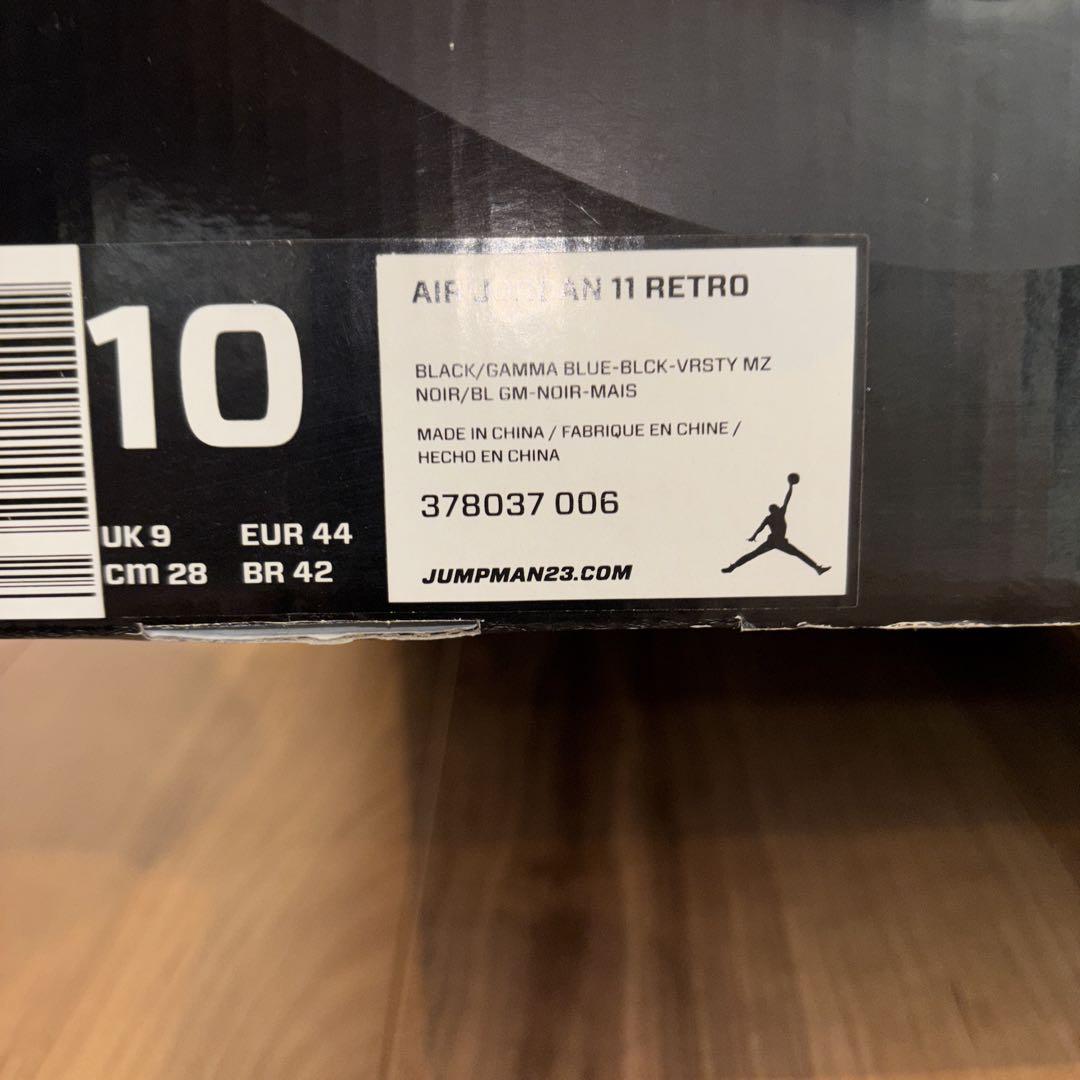 10
UK 9 EUR 44
cm 28 BR 42
AIR JORDAN 11 RETRO
BLACK/GAMMA BLUE-BLCK-VRSTY MZ
NOIR/BL GM-NOIR-MAIS
MADE IN CHINA / FABRIQUE EN CHINE /
HECHO EN CHINA
378037 006
JUMPMAN23.COM